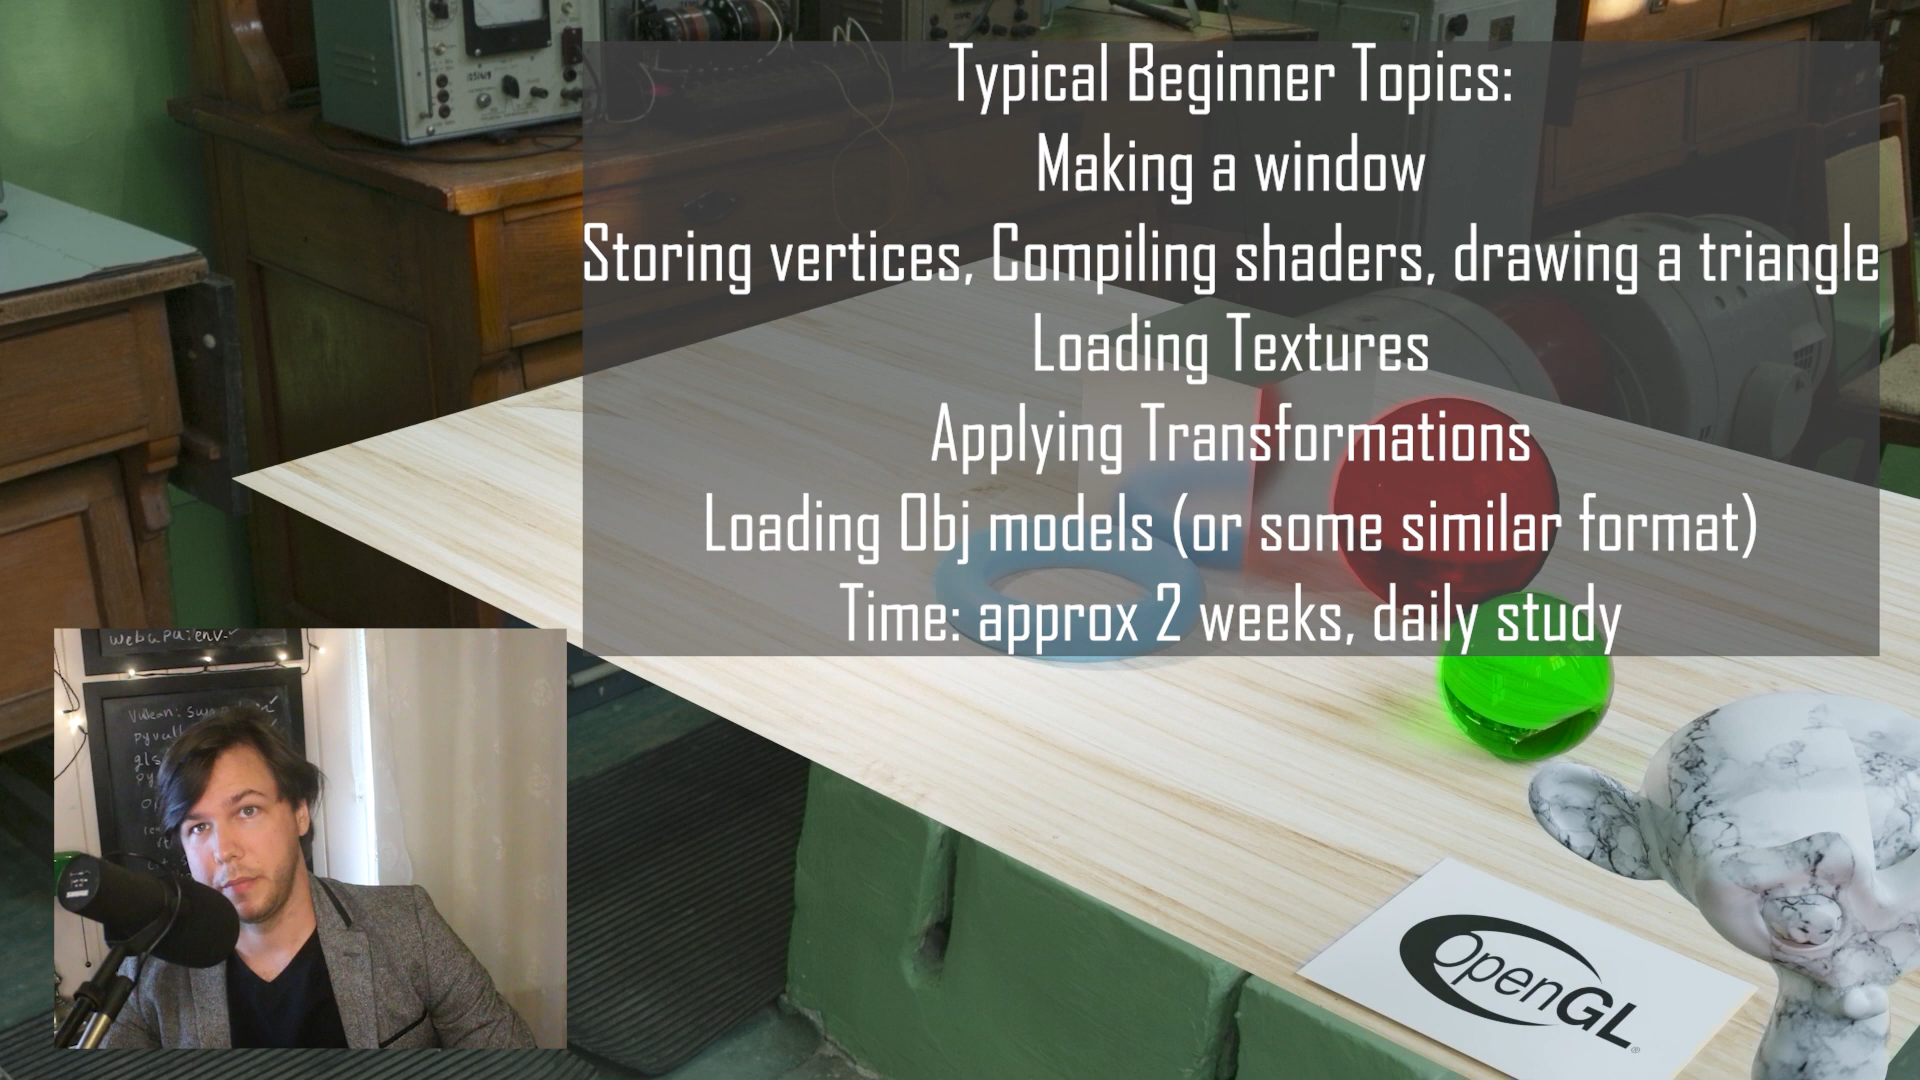 Typical Beginner Topics:
Making a window
Storing vertices, Compiling shaders, drawing a triangle
Loading Textures
Applying Transformations
Loading Obj models (or some similar format)
Time: approx 2 weeks, daily study
Vulkan:
OpenGL